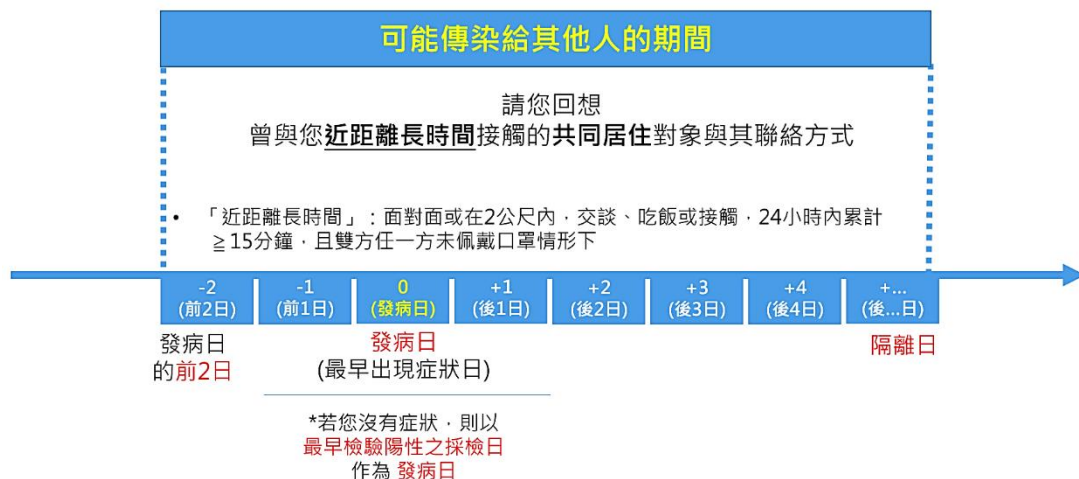 可能傳染給其他人的期間
請您回想
曾與您近距離長時間接觸的共同居住對象與其聯絡方式
• 「近距離長時間」：面對面或在2公尺內，交談、吃飯或接觸，24小時內累計
≧15分鐘，且雙方任一方未佩戴口罩情形下
-2 -1 0 +1 +2 +3 +4 +...
(前2日) (前1日) (發病日) (後1日) (後2日) (後3日) (後4日) (後...日)
發病日 發病日 隔離日
的前2日 (最早出現症狀日)
*若您沒有症狀，則以
最早檢驗陽性之採檢日
作為 發病日